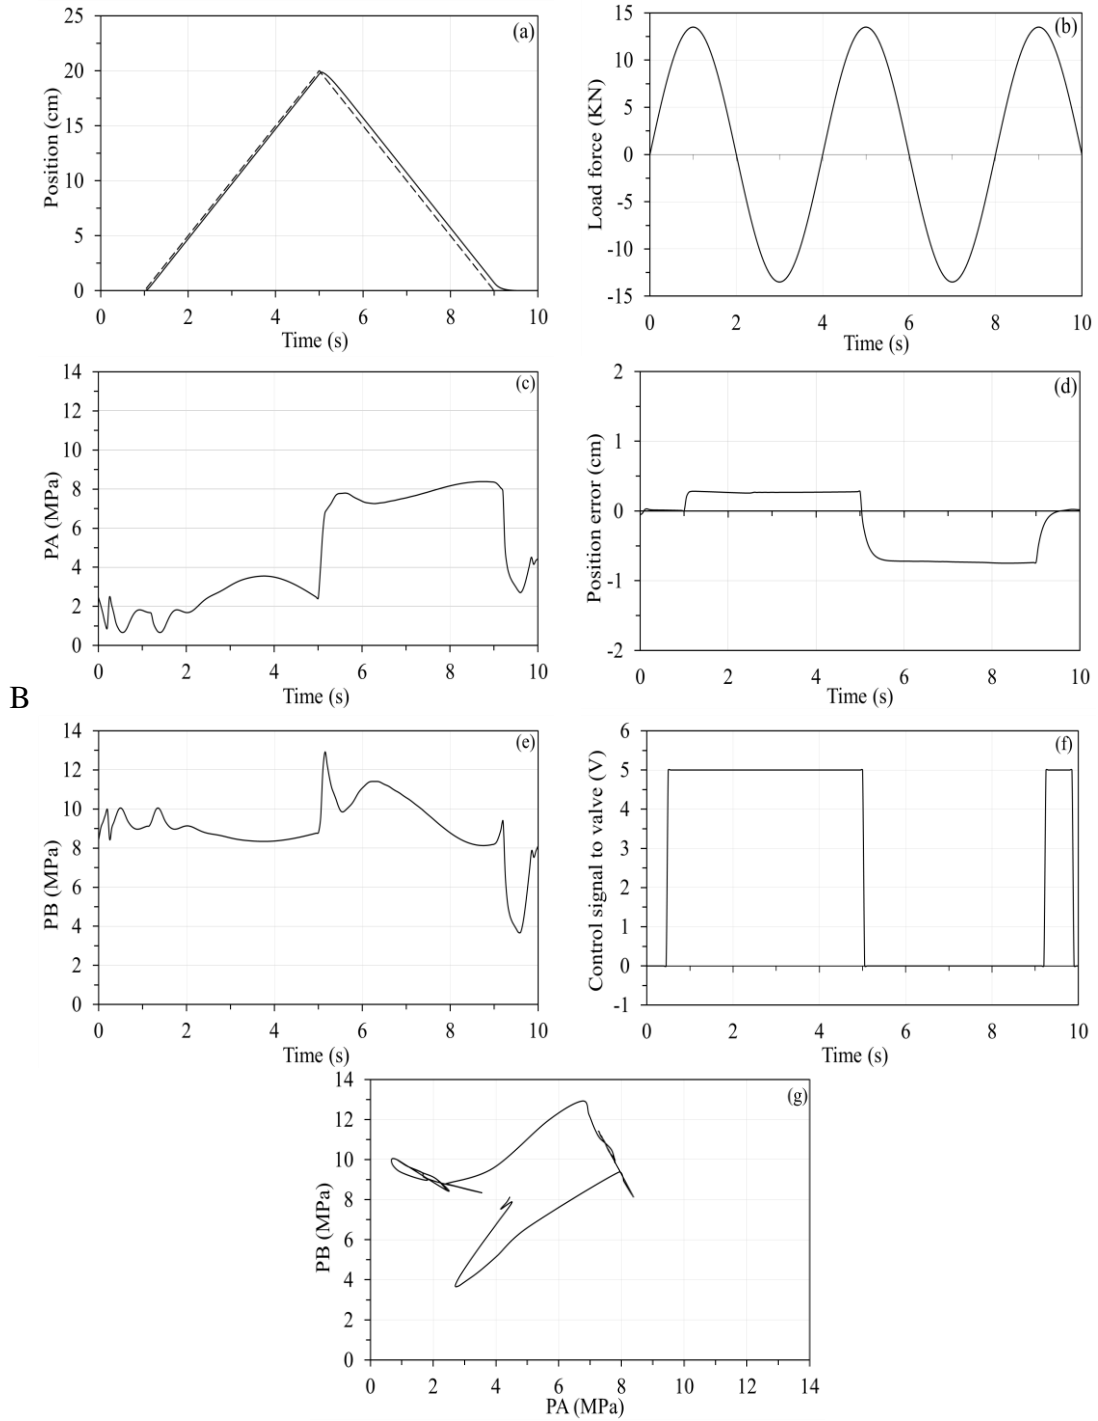 25
20
15
10
5
0
Position (cm)
(a)
0 2 4 6 8 10
Time (s)
15
10
5
0
-5
-10
-15
Load force (KN)
(b)
0 2 4 6 8 10
Time (s)
14
12
10
8
6
4
2
0
PA (MPa)
(c)
0 2 4 6 8 10
Time (s)
2
1
0
-1
-2
Position error (cm)
(d)
0 2 4 6 8 10
Time (s)
B
14
12
10
8
6
4
2
0
PB (MPa)
(e)
0 2 4 6 8 10
Time (s)
6
5
4
3
2
1
0
-1
Control signal to valve (V)
(f)
0 2 4 6 8 10
Time (s)
14
12
10
8
6
4
2
0
PB (MPa)
(g)
0 2 4 6 8 10 12 14
PA (MPa)